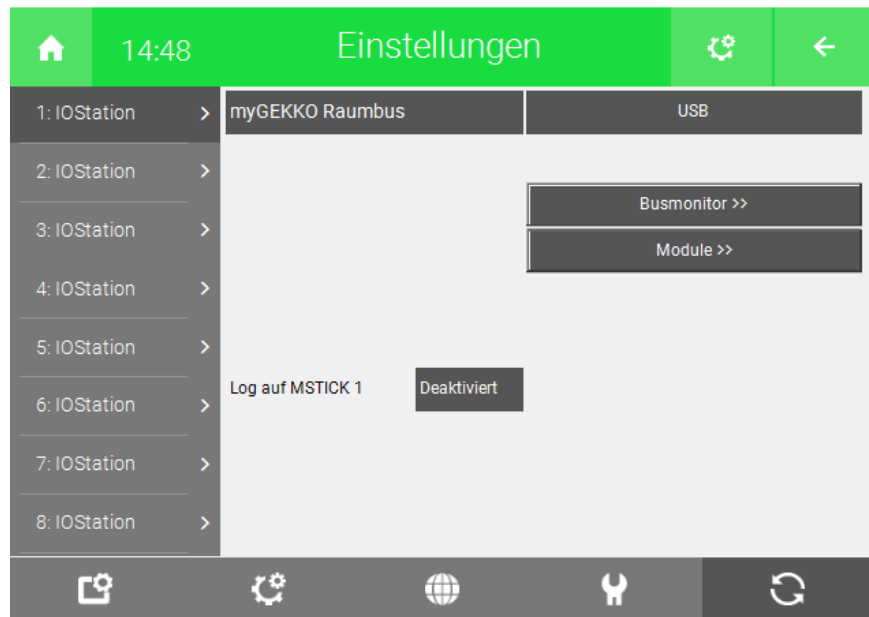 14:48
Einstellungen
1: IOStation
2: IOStation
3: IOStation
4: IOStation
5: IOStation
6: IOStation
7: IOStation
8: IOStation
myGEKKO Raumbus
USB
Busmonitor >>
Module >>
Log auf MSTICK 1
Deaktiviert